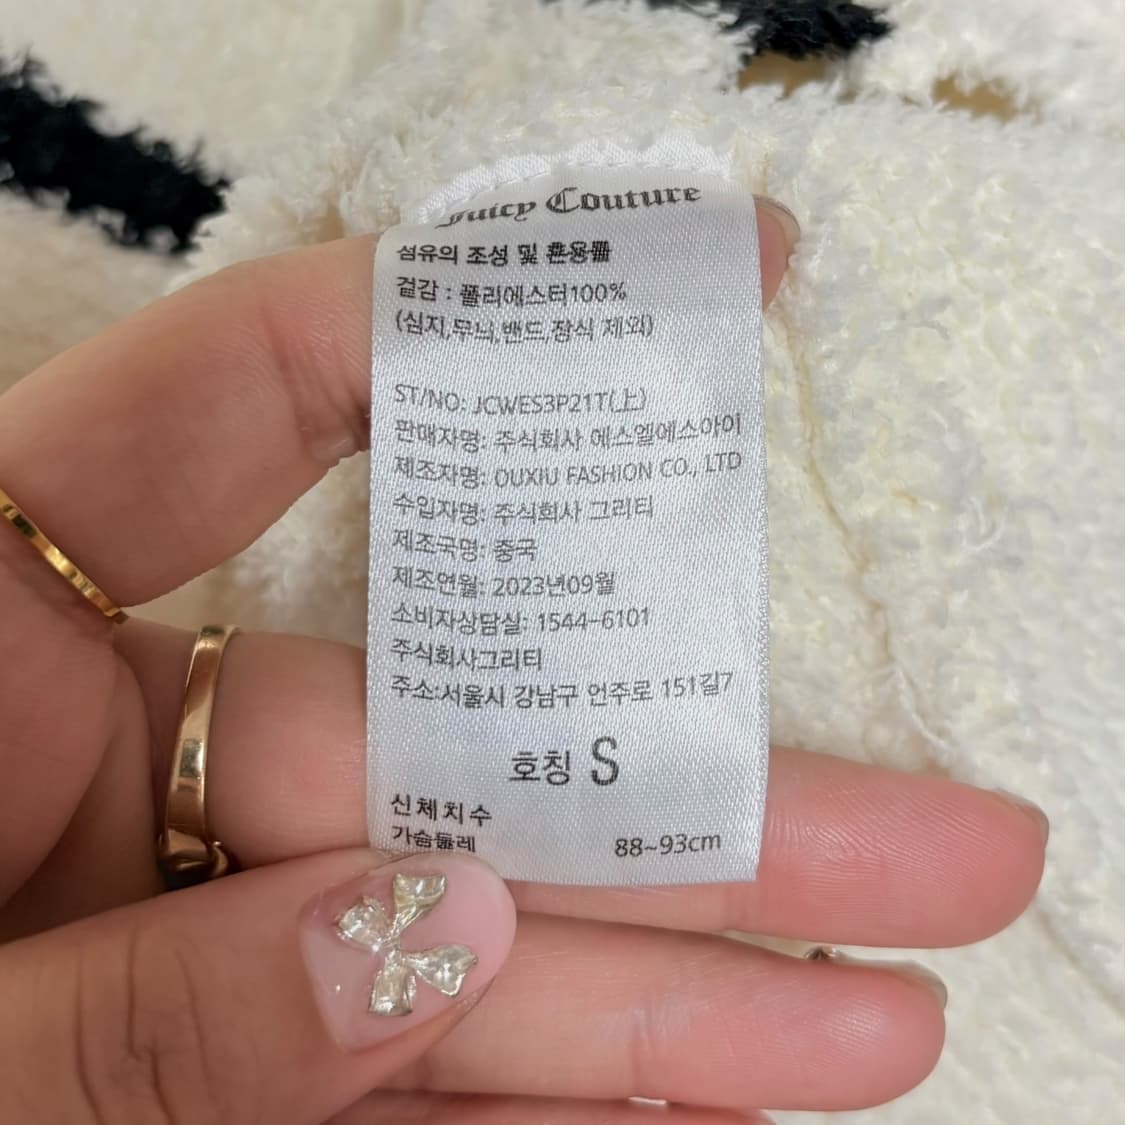 Juicy Couture
섬유의 조성 및 혼용률
겉감 : 폴리에스터100%
(심지,무늬,밴드,장식 제외)
ST/NO: JCWES3P21T(上)
판매자명: 주식회사 에스엘에스아이
제조자명: OUXIU FASHION CO., LTD
수입자명: 주식회사 그리티
제조국명: 중국
제조연월: 2023년09월
소비자상담실: 1544-6101
주식회사그리티
주소:서울시 강남구 언주로 151길7
호칭 S
신체치수
가슴둘레 88~93cm